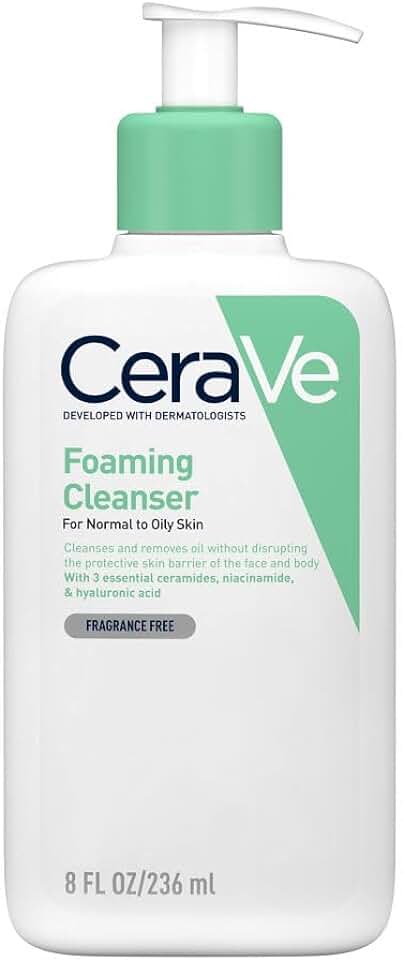 CeraVe
DEVELOPED WITH DERMATOLOGISTS
Foaming
Cleanser
For Normal to Oily Skin
Cleanses and removes oil without disrupting
the protective skin barrier of the face and body
With 3 essential ceramides, niacinamide,
& hyaluronic acid
FRAGRANCE FREE
8 FL OZ/236 ml